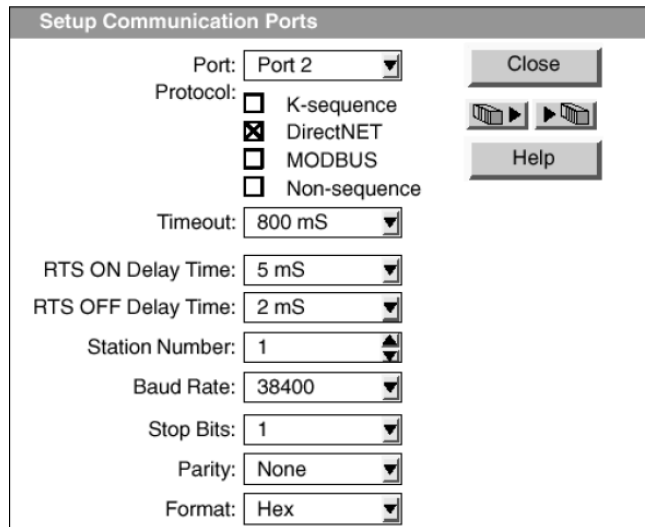 Setup Communication Ports
Port: Port 2 Close
Protocol:
K-sequence
DirectNET
MODBUS Help
Non-sequence
Timeout: 800 mS
RTS ON Delay Time: 5 mS
RTS OFF Delay Time: 2 mS
Station Number: 1
Baud Rate: 38400
Stop Bits: 1
Parity: None
Format: Hex